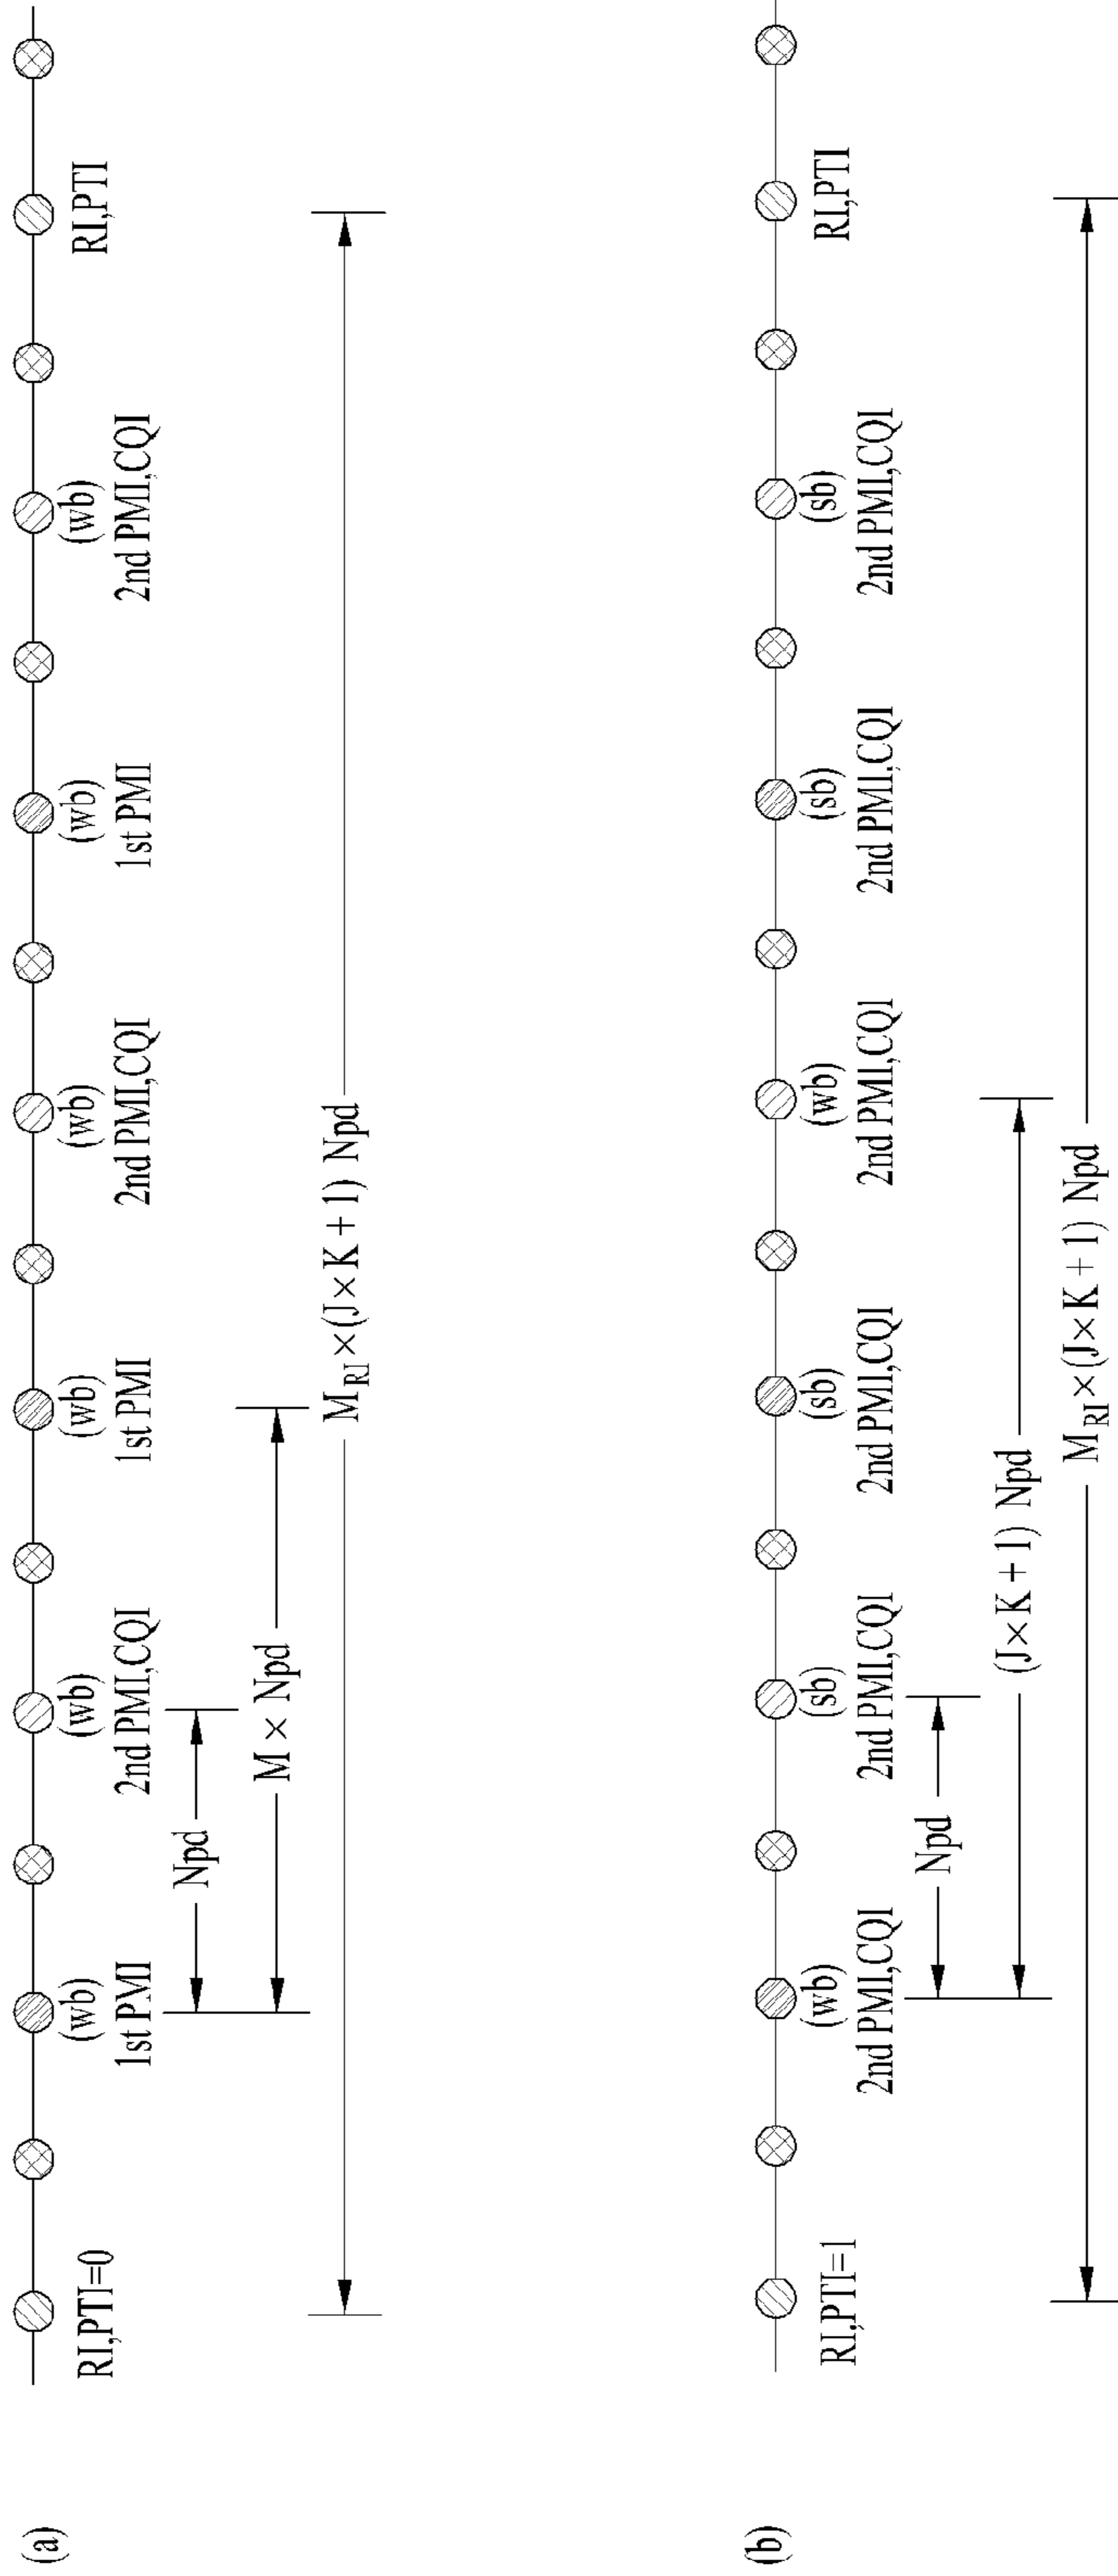 (a)
RI,PTI=0
(wb)
1st PMI
(wb)
2nd PMI,CQI
(wb)
1st PMI
(wb)
2nd PMI,CQI
(wb)
1st PMI
(wb)
2nd PMI,CQI
RI,PTI
Npd
M × Npd
MRI ×(J×K + 1) Npd
(b)
RI,PTI=1
(wb)
2nd PMI,CQI
(sb)
2nd PMI,CQI
(sb)
2nd PMI,CQI
(wb)
2nd PMI,CQI
(sb)
2nd PMI,CQI
(sb)
2nd PMI,CQI
RI,PTI
Npd
(J×K + 1) Npd
MRI ×(J×K + 1) Npd